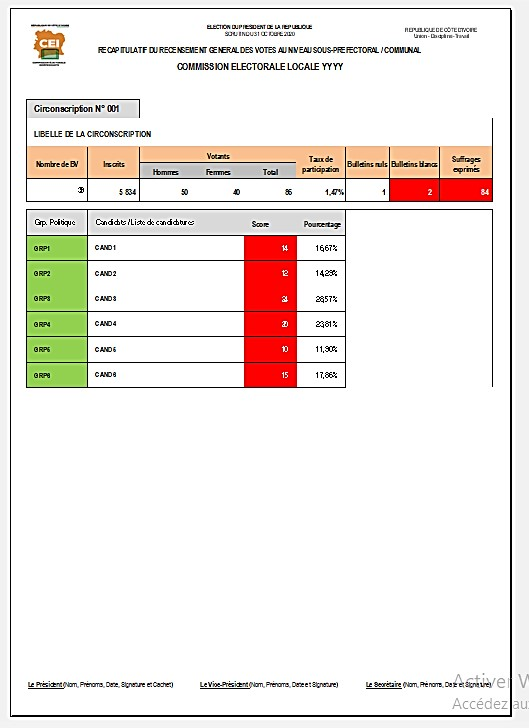 ELECTION DU PRESIDENT DE LA REPUBLIQUE
SCRUTIN DU 31 OCTOBRE 2020
REPUBLIQUE DE CÔTE D'IVOIRE
Union - Discipline - Travail
CEI
RECAPITULATIF DU RECENSEMENT GENERAL DES VOTES AU NIVEAU SOUS-PREFECTORAL / COMMUNAL
COMMISSION ELECTORALE LOCALE YYYY
Circonscription N° 001
LIBELLE DE LA CIRCONSCRIPTION
Nombre de BV Inscrits Votants Taux de participation Bulletins nuls Bulletins blancs Suffrages exprimés
Hommes Femmes Total
5 834 50 40 86 1,47% 1 2 84
Grp. Politique Candidats / Liste de candidatures Score Pourcentage
GRP1 CAND1 14 16,67%
GRP2 CAND2 12 14,29%
GRP3 CAND3 24 28,57%
GRP4 CAND4 20 23,81%
GRP5 CAND5 10 11,90%
GRP6 CAND6 15 17,86%
Le Président (Nom, Prénoms, Date, Signature et Cachet) Le Vice-Président (Nom, Prénoms, Date et Signature) Le Secrétaire (Nom, Prénoms, Date et Signature)
Activer W
Accédez au